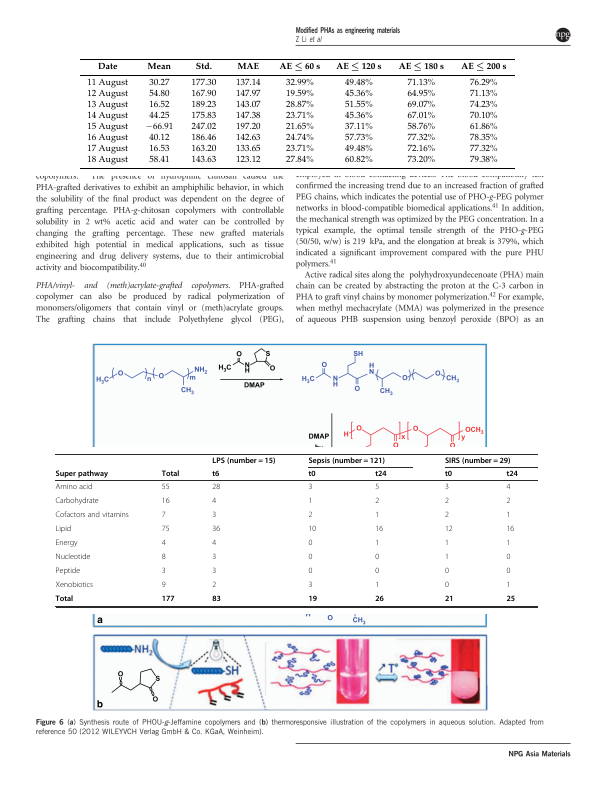 Modified PHAs as engineering materials
Z Li et al
npg
Date Mean Std. MAE AE ≤ 60 s AE ≤ 120 s AE ≤ 180 s AE ≤ 200 s
11 August 30.27 177.30 137.14 32.99% 49.48% 71.13% 76.29%
12 August 54.80 167.90 147.97 19.59% 45.36% 64.95% 71.13%
13 August 16.52 189.23 143.07 28.87% 51.55% 69.07% 74.23%
14 August 44.25 175.83 147.38 23.71% 45.36% 67.01% 70.10%
15 August −66.91 247.02 197.20 21.65% 37.11% 58.76% 61.86%
16 August 40.12 186.46 142.63 24.74% 57.73% 77.32% 78.35%
17 August 16.53 163.20 133.65 23.71% 49.48% 72.16% 77.32%
18 August 58.41 143.63 123.12 27.84% 60.82% 73.20% 79.38%
copolymers. The presence of hydrophilic chitosan caused the
PHA-grafted derivatives to exhibit an amphiphilic behavior, in which
the solubility of the final product was dependent on the degree of
grafting percentage. PHA-g-chitosan copolymers with controllable
solubility in 2 wt% acetic acid and water can be controlled by
changing the grafting percentage. These new grafted materials
exhibited high potential in medical applications, such as tissue
engineering and drug delivery systems, due to their antimicrobial
activity and biocompatibility.40
PHA/vinyl- and (meth)acrylate-grafted copolymers. PHA-grafted
copolymer can also be produced by radical polymerization of
monomers/oligomers that contain vinyl or (meth)acrylate groups.
The grafting chains that include Polyethylene glycol (PEG),
confirmed the increasing trend due to an increased fraction of grafted
PEG chains, which indicates the potential use of PHO-g-PEG polymer
networks in blood-compatible biomedical applications.41 In addition,
the mechanical strength was optimized by the PEG concentration. In a
typical example, the optimal tensile strength of the PHO-g-PEG
(50/50, w/w) is 219 kPa, and the elongation at break is 379%, which
indicated a significant improvement compared with the pure PHU
polymers.41
Active radical sites along the polyhydroxyundecenoate (PHA) main
chain can be created by abstracting the proton at the C-3 carbon in
PHA to graft vinyl chains by monomer polymerization.42 For example,
when methyl mechacrylate (MMA) was polymerized in the presence
of aqueous PHB suspension using benzoyl peroxide (BPO) as an
H3C O n O m NH2 CH3
H3C O N H S O
DMAP
H3C O N H SH O H N CH3 O O CH3
DMAP
H O O x O O y OCH3
LPS (number = 15) Sepsis (number = 121) SIRS (number = 29)
Super pathway Total t6 t0 t24 t0 t24
Amino acid 55 28 3 5 3 4
Carbohydrate 16 4 1 2 2 2
Cofactors and vitamins 7 3 2 1 2 1
Lipid 75 36 10 16 12 16
Energy 4 4 0 1 1 1
Nucleotide 8 3 0 0 1 0
Peptide 3 3 0 0 0 0
Xenobiotics 9 2 3 1 0 1
Total 177 83 19 26 21 25
a
O CH3
NH2
SH
T°
O S O
b
Figure 6 (a) Synthesis route of PHOU-g-Jeffamine copolymers and (b) thermoresponsive illustration of the copolymers in aqueous solution. Adapted from
reference 50 (2012 WILEYVCH Verlag GmbH & Co. KGaA, Weinheim).
NPG Asia Materials